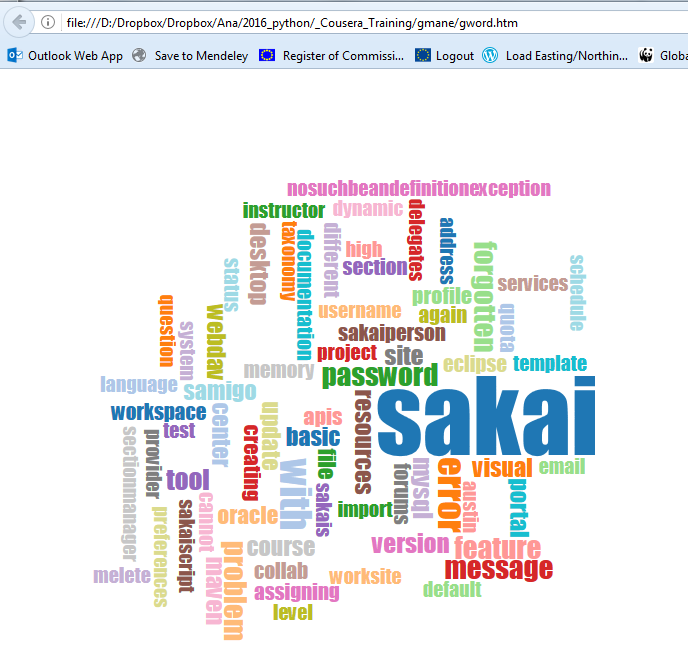 file:///D:/Dropbox/Dropbox/Ana/2016_python/_Cousera_Training/gmane/gword.htm
Outlook Web App Save to Mendeley Register of Commissi... Logout Load Easting/Northin... Globa
nosuchbeandefinitionexception
instructor
dynamic
delegates
address
desktop
taxonomy
documentation
different
high
section
forgotten
services
schedule
status
profile
question
system
webdav
username
again
quota
sakaiperson
project
site
eclipse
template
memory
password
language
samigo
sakai
workspace
center
update
apis
resources
test
basic
sectionmanager
provider
creating
file
with
tool
forums
mysql
error
visual
email
cannot
sakaiscript
preferences
oracle
sakais
import
austin
portal
course
version
feature
problem
maven
melete
collab
worksite
message
assigning
default
level